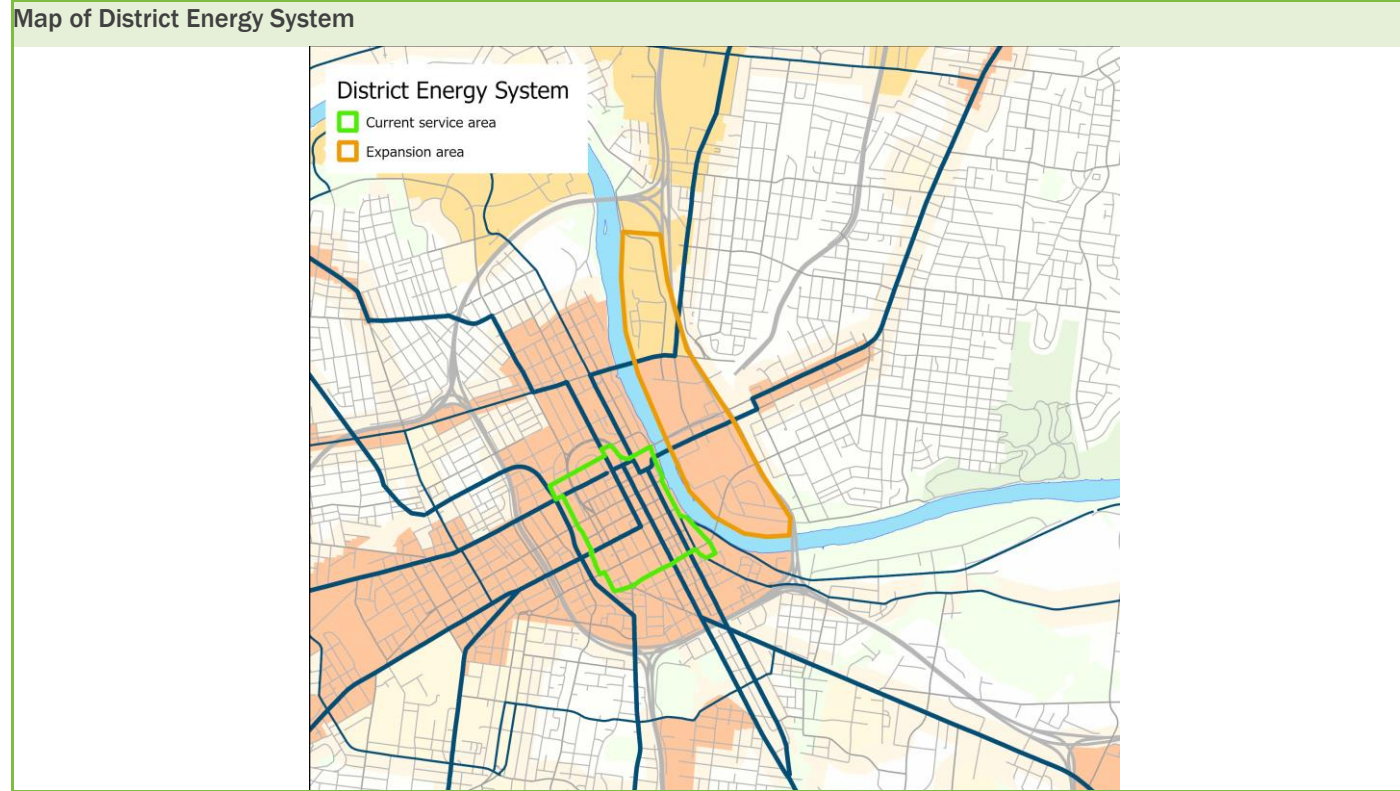 Map of District Energy System
District Energy System
Current service area
Expansion area